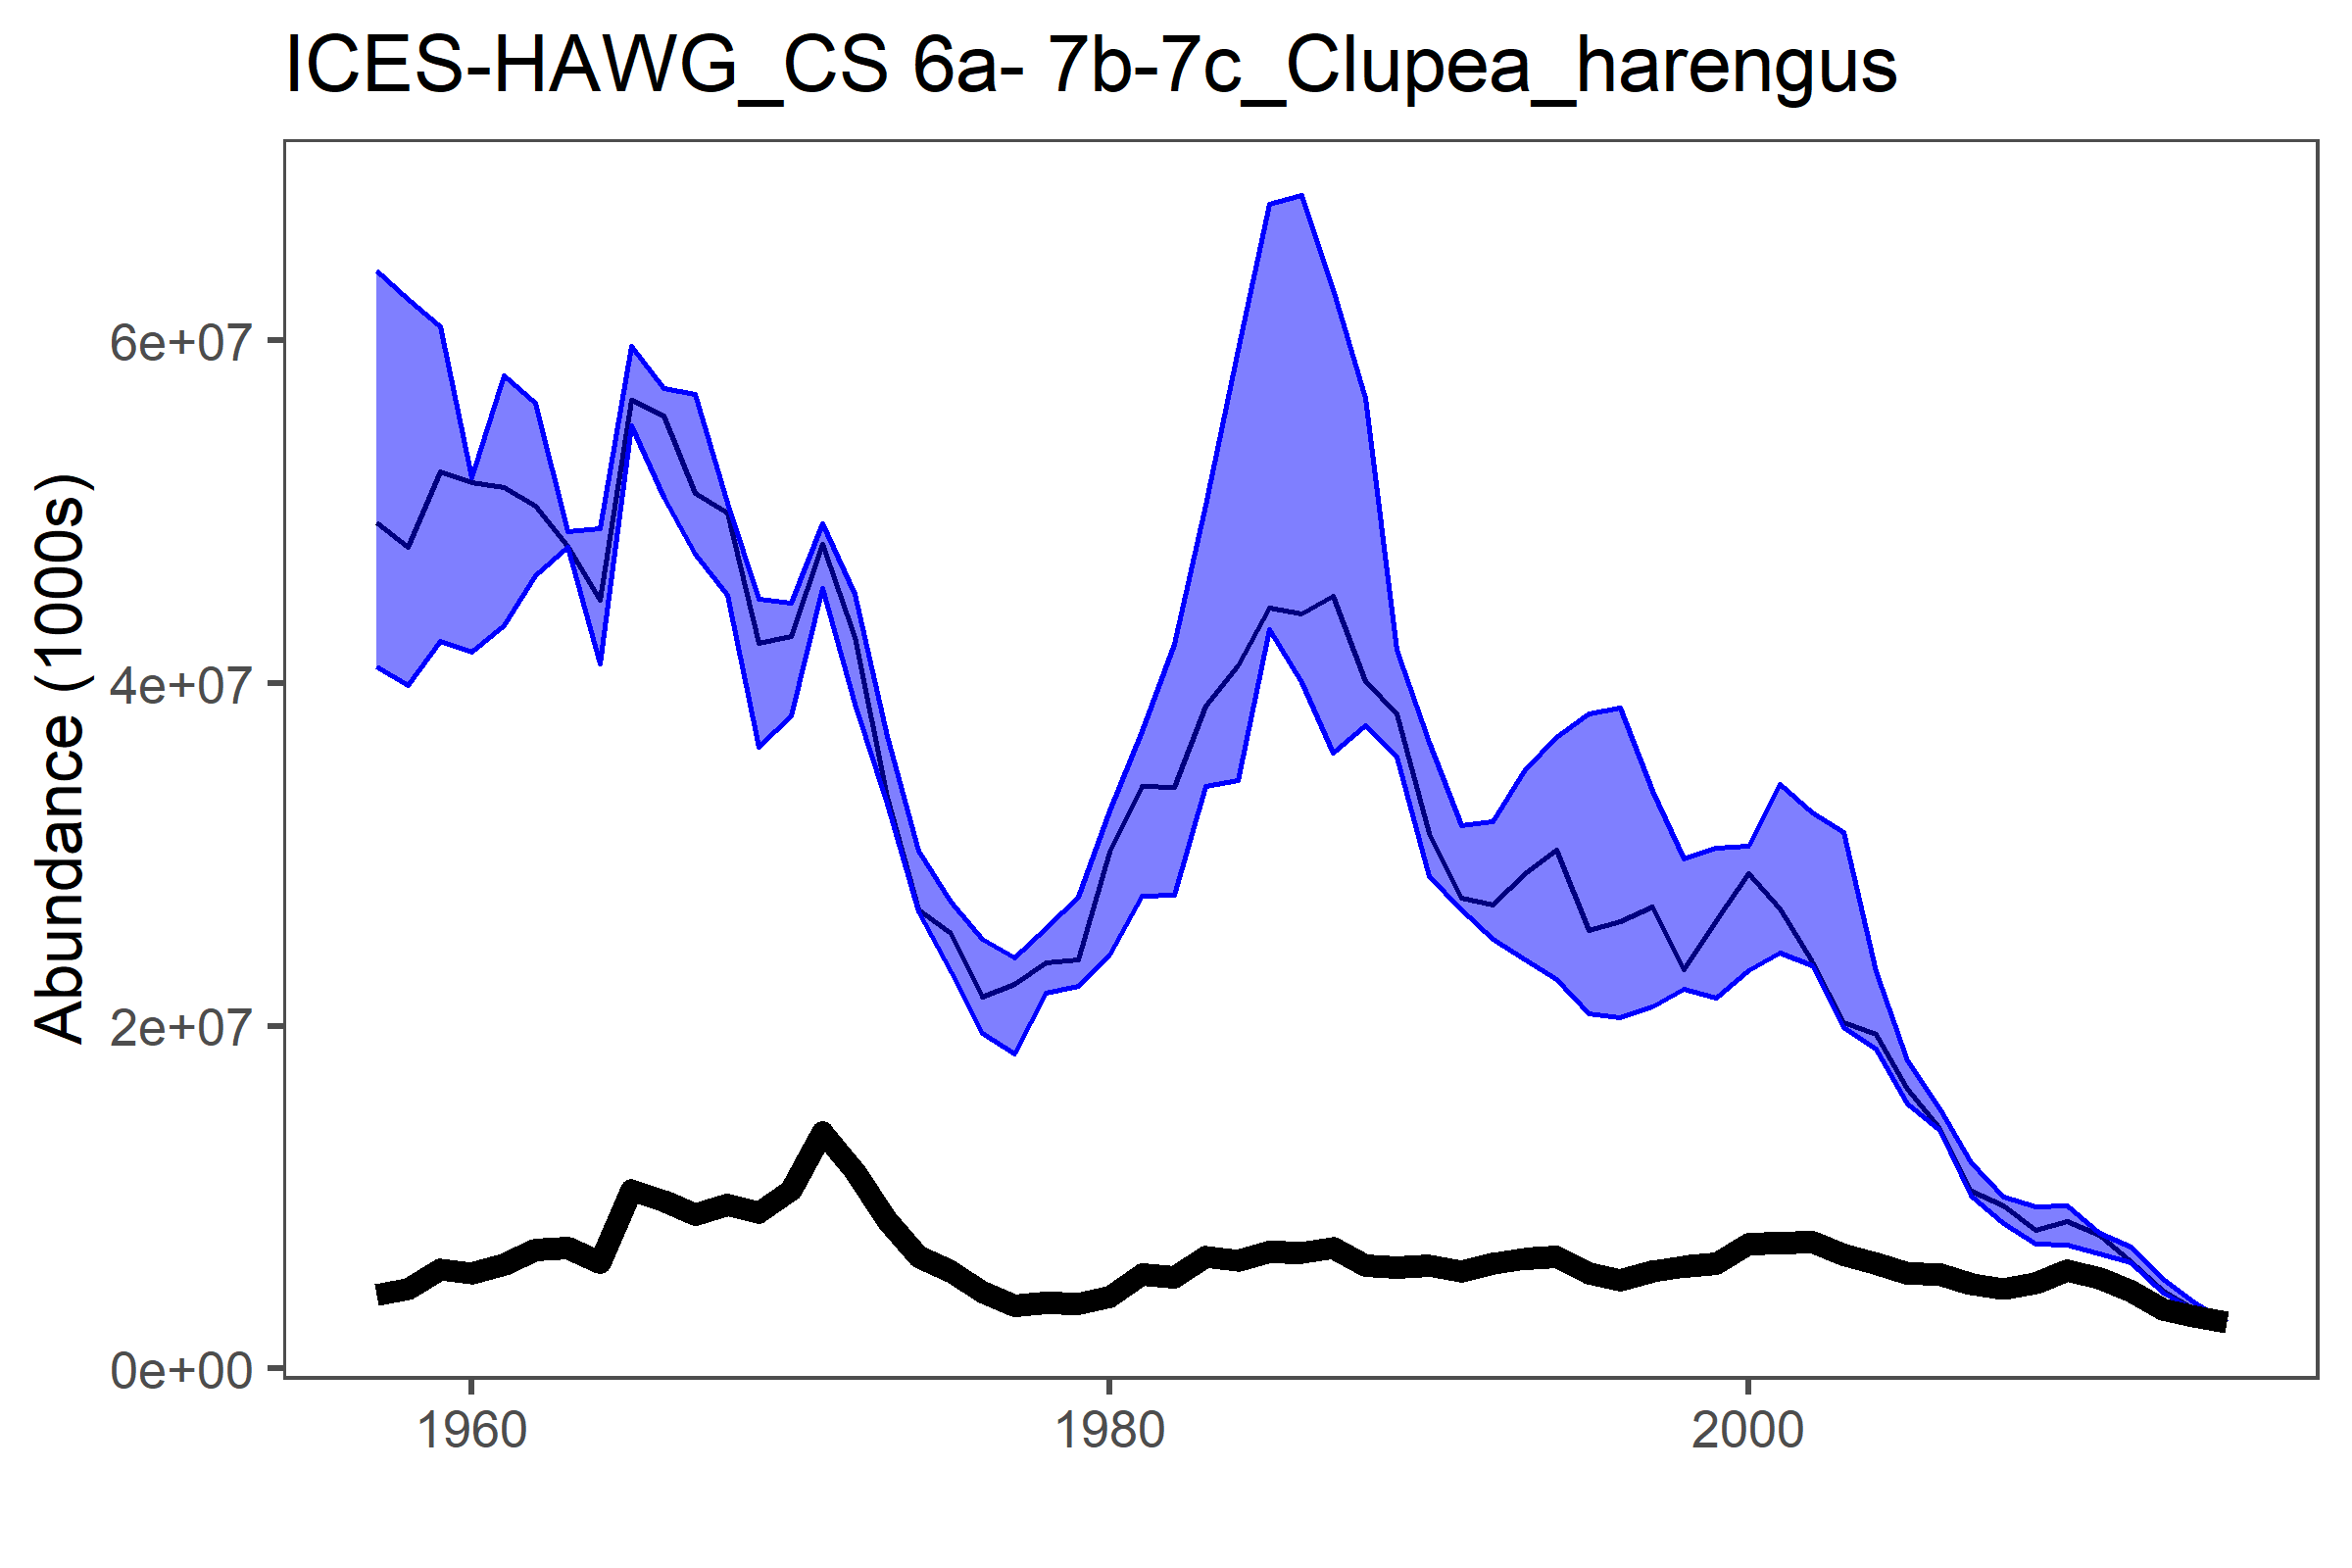 ICES-HAWG_CS 6a- 7b-7c_Clupea_harengus
Abundance (1000s)
6e+07
4e+07
2e+07
0e+00
1960
1980
2000